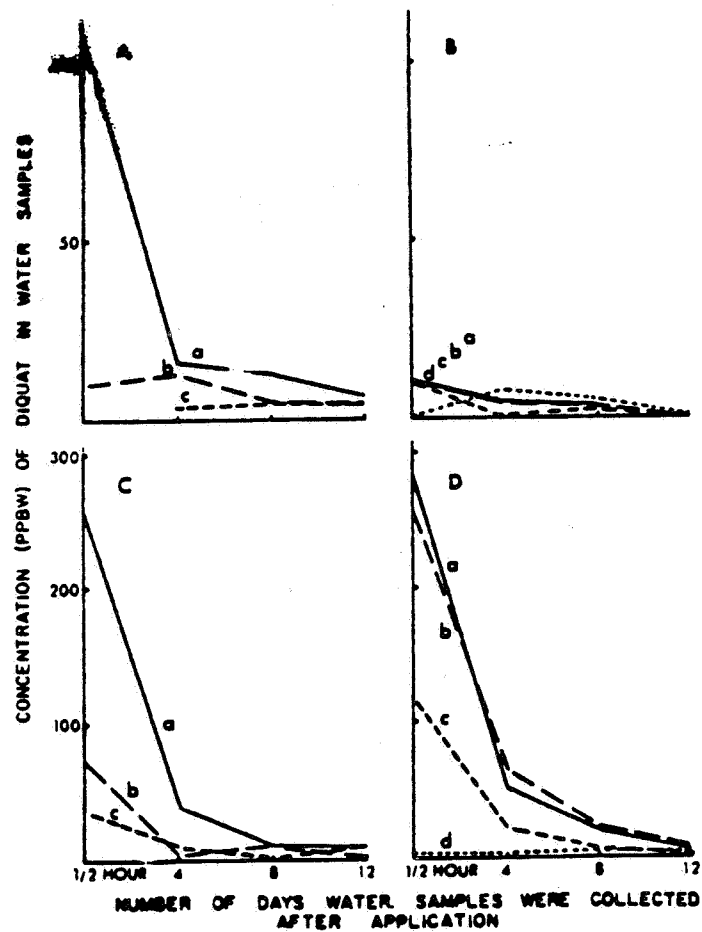 A
B
CONCENTRATION (PPBW) OF DIQUAT IN WATER SAMPLES
50
a
b
c
a
b
c
d
300
200
100
C
D
a
b
c
a
b
c
d
1/2 HOUR 4 8 12
1/2 HOUR 4 8 12
NUMBER OF DAYS WATER SAMPLES WERE COLLECTED
AFTER APPLICATION